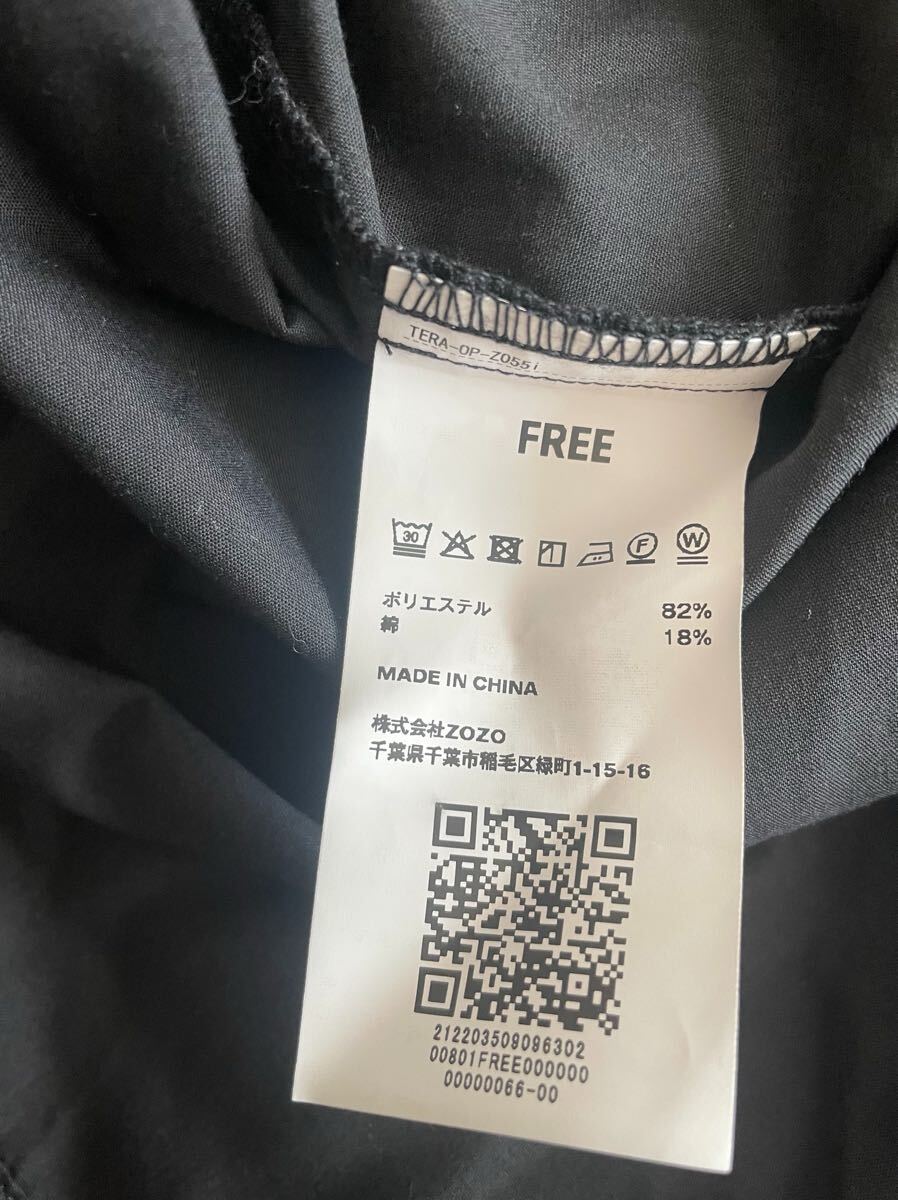 TERA-OP-Z055i
FREE
30 F W
ポリエステル 82%
綿 18%
MADE IN CHINA
株式会社ZOZO
千葉県千葉市稲毛区緑町1-15-16
212203509096302
00801FREE000000
00000066-00